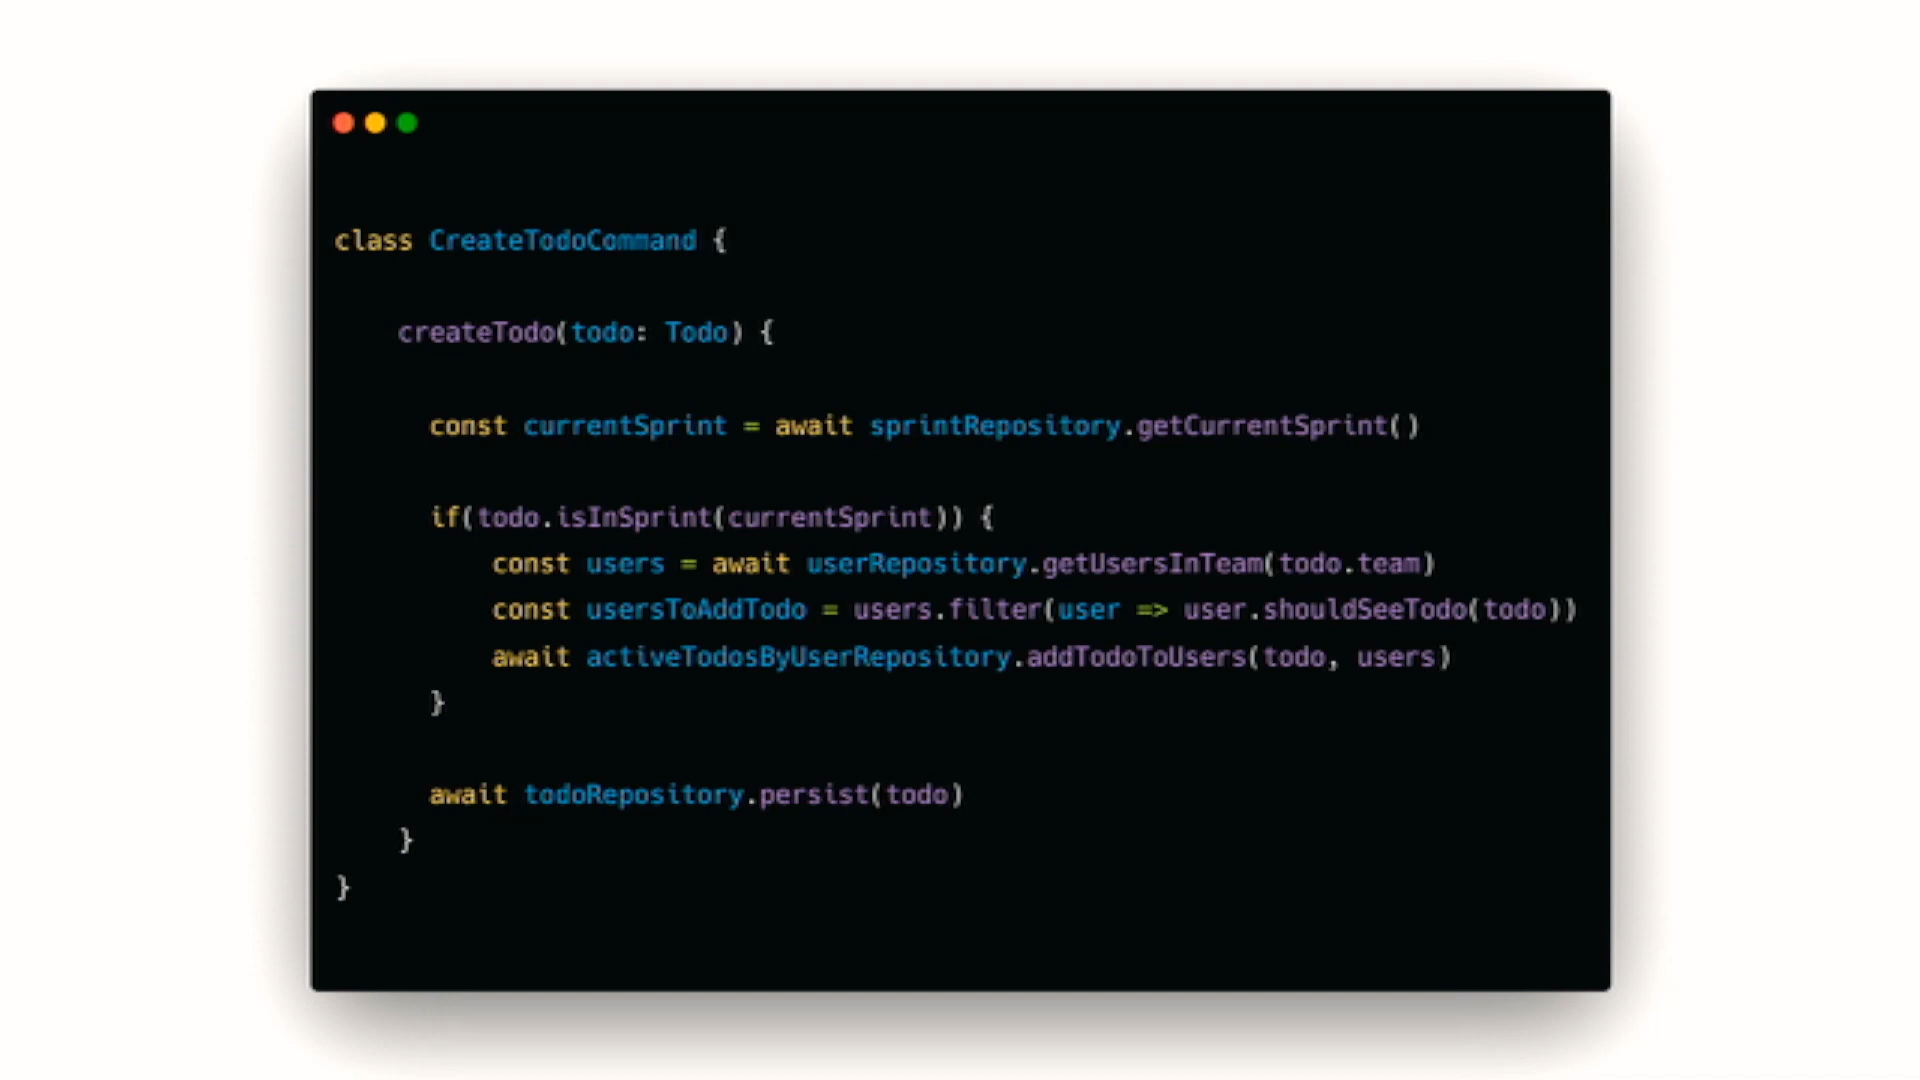 class CreateTodoCommand {
createTodo(todo: Todo) {
const currentSprint = await sprintRepository.getCurrentSprint()
if(todo.isInSprint(currentSprint)) {
const users = await userRepository.getUsersInTeam(todo.team)
const usersToAddTodo = users.filter(user => user.shouldSeeTodo(todo))
await activeTodosByUserRepository.addTodoToUsers(todo, users)
}
await todoRepository.persist(todo)
}
}